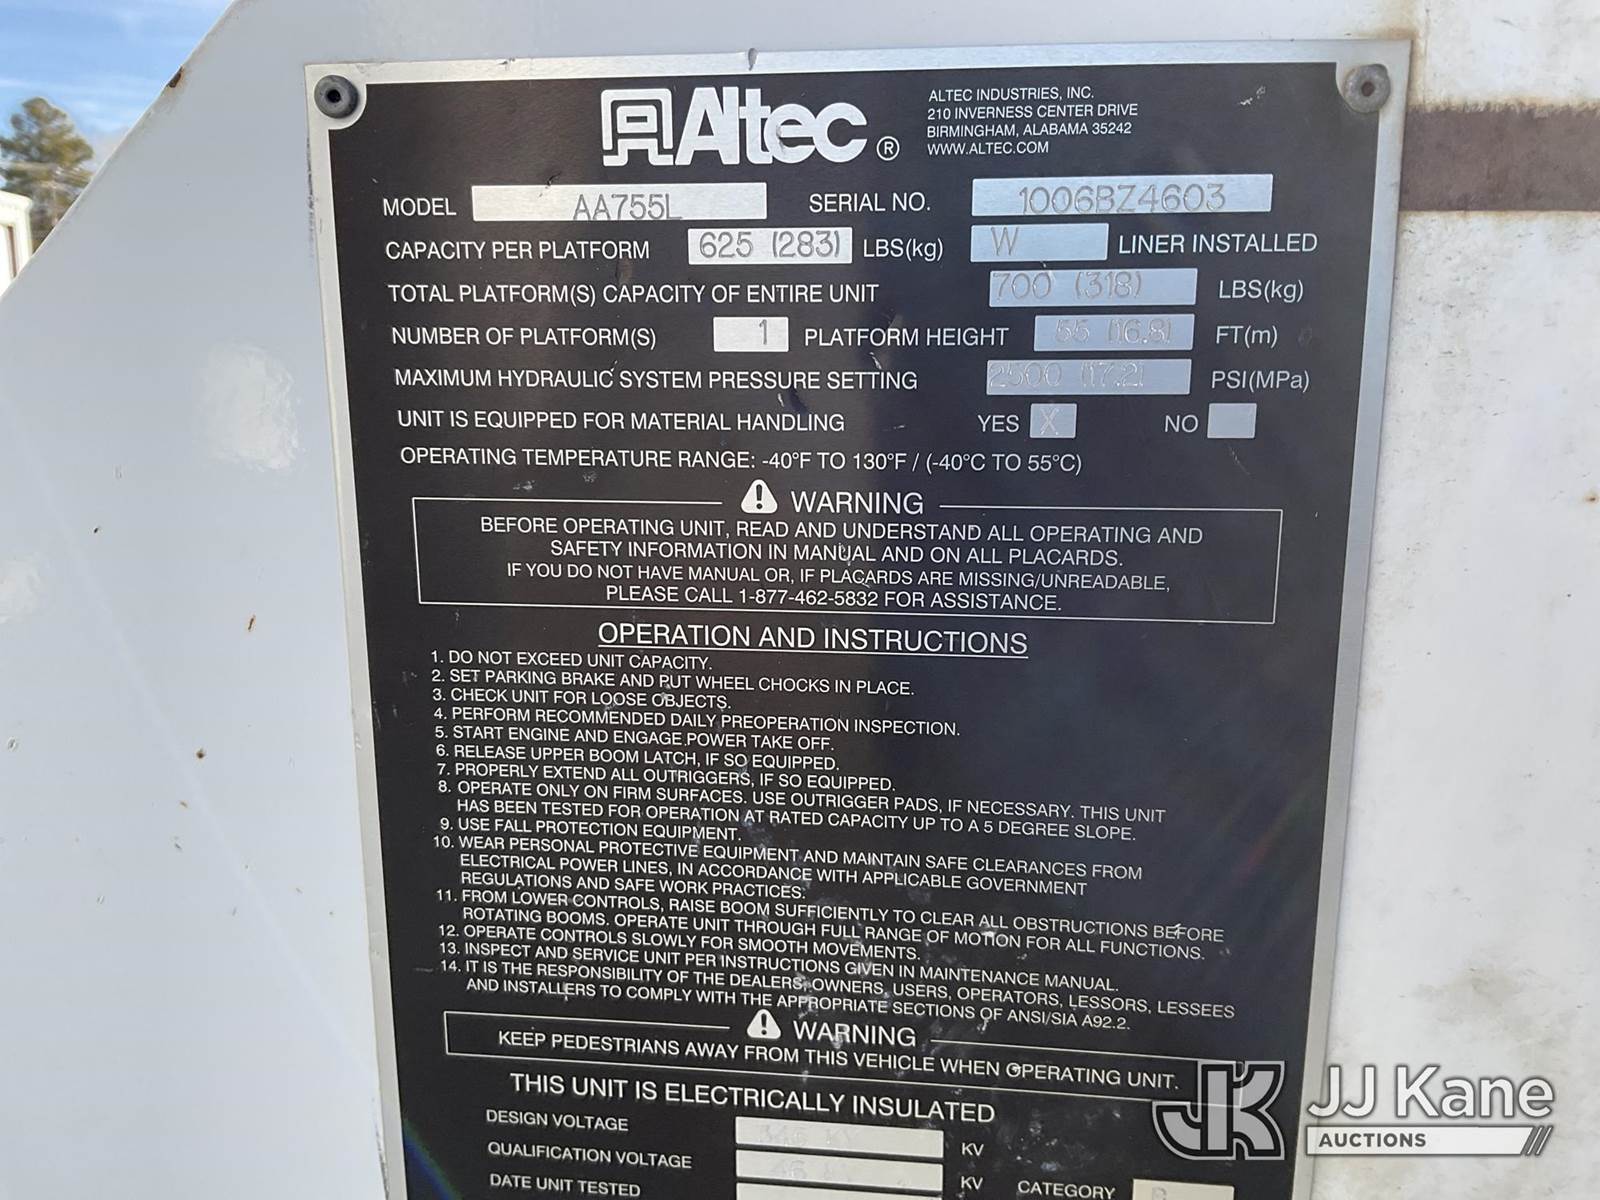 Altec®
ALTEC INDUSTRIES, INC.
210 INVERNESS CENTER DRIVE
BIRMINGHAM, ALABAMA 35242
WWW.ALTEC.COM
MODEL AA755L SERIAL NO. 1006BZ4603
CAPACITY PER PLATFORM 625 (283) LBS(kg) W LINER INSTALLED
TOTAL PLATFORM(S) CAPACITY OF ENTIRE UNIT 700 (318) LBS(kg)
NUMBER OF PLATFORM(S) 1 PLATFORM HEIGHT 55 (16.8) FT(m)
MAXIMUM HYDRAULIC SYSTEM PRESSURE SETTING 2500 (17.2) PSI(MPa)
UNIT IS EQUIPPED FOR MATERIAL HANDLING YES X NO
OPERATING TEMPERATURE RANGE: -40°F TO 130°F / (-40°C TO 55°C)
WARNING
BEFORE OPERATING UNIT, READ AND UNDERSTAND ALL OPERATING AND
SAFETY INFORMATION IN MANUAL AND ON ALL PLACARDS.
IF YOU DO NOT HAVE MANUAL OR, IF PLACARDS ARE MISSING/UNREADABLE,
PLEASE CALL 1-877-462-5832 FOR ASSISTANCE.
OPERATION AND INSTRUCTIONS
1. DO NOT EXCEED UNIT CAPACITY.
2. SET PARKING BRAKE AND PUT WHEEL CHOCKS IN PLACE.
3. CHECK UNIT FOR LOOSE OBJECTS.
4. PERFORM RECOMMENDED DAILY PREOPERATION INSPECTION.
5. START ENGINE AND ENGAGE POWER TAKE OFF.
6. RELEASE UPPER BOOM LATCH, IF SO EQUIPPED.
7. PROPERLY EXTEND ALL OUTRIGGERS, IF SO EQUIPPED.
8. OPERATE ONLY ON FIRM SURFACES. USE OUTRIGGER PADS, IF NECESSARY. THIS UNIT
HAS BEEN TESTED FOR OPERATION AT RATED CAPACITY UP TO A 5 DEGREE SLOPE.
9. USE FALL PROTECTION EQUIPMENT.
10. WEAR PERSONAL PROTECTIVE EQUIPMENT AND MAINTAIN SAFE CLEARANCES FROM
ELECTRICAL POWER LINES, IN ACCORDANCE WITH APPLICABLE GOVERNMENT
REGULATIONS AND SAFE WORK PRACTICES.
11. FROM LOWER CONTROLS, RAISE BOOM SUFFICIENTLY TO CLEAR ALL OBSTRUCTIONS BEFORE
ROTATING BOOMS. OPERATE UNIT THROUGH FULL RANGE OF MOTION FOR ALL FUNCTIONS.
12. OPERATE CONTROLS SLOWLY FOR SMOOTH MOVEMENTS.
13. INSPECT AND SERVICE UNIT PER INSTRUCTIONS GIVEN IN MAINTENANCE MANUAL.
14. IT IS THE RESPONSIBILITY OF THE DEALERS, OWNERS, USERS, OPERATORS, LESSORS, LESSEES
AND INSTALLERS TO COMPLY WITH THE APPROPRIATE SECTIONS OF ANSI/SIA A92.2.
WARNING
KEEP PEDESTRIANS AWAY FROM THIS VEHICLE WHEN OPERATING UNIT.
THIS UNIT IS ELECTRICALLY INSULATED
DESIGN VOLTAGE KV
QUALIFICATION VOLTAGE 46 KV
DATE UNIT TESTED CATEGORY
JK JJ Kane
AUCTIONS